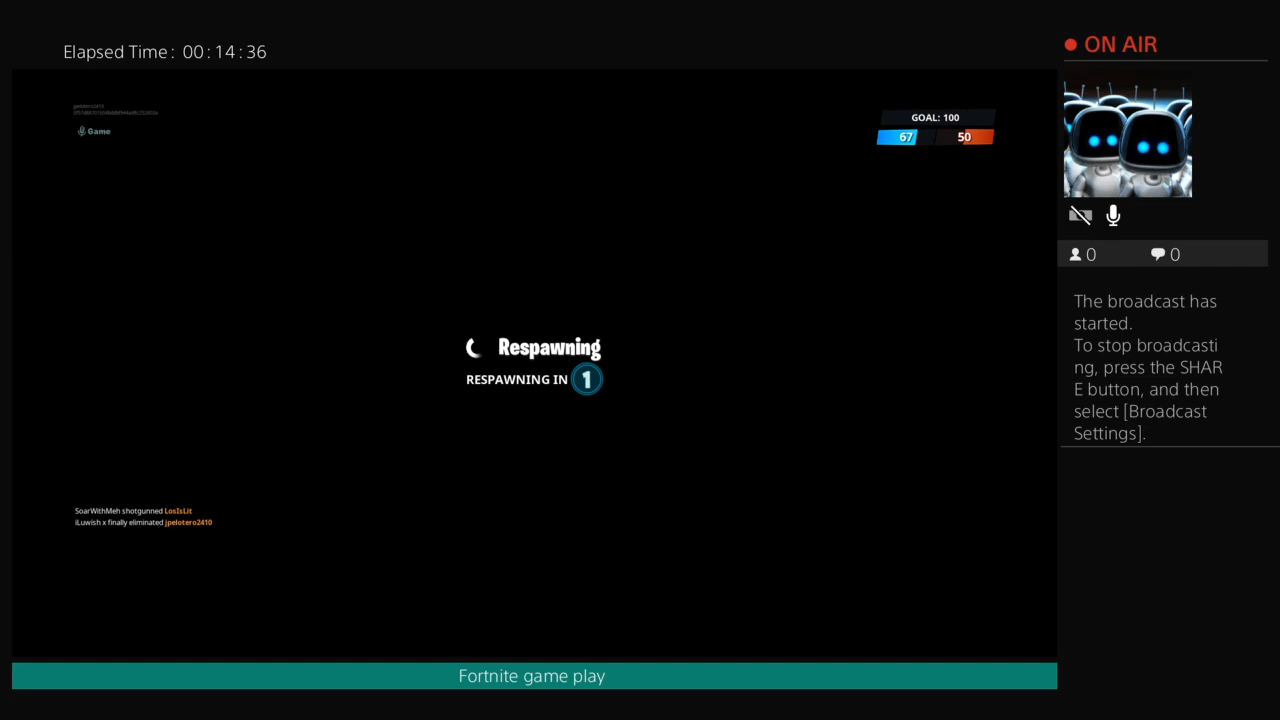 Elapsed Time: 00:14:36
ON AIR
jpelotero2410
Game
GOAL: 100
67 50
0 0
The broadcast has
started.
To stop broadcasti
ng, press the SHAR
E button, and then
select [Broadcast
Settings].
Respawning
RESPAWNING IN 1
SoarWithMeh shotgunned LosIsLit
iLuwish x finally eliminated jpelotero2410
Fortnite game play